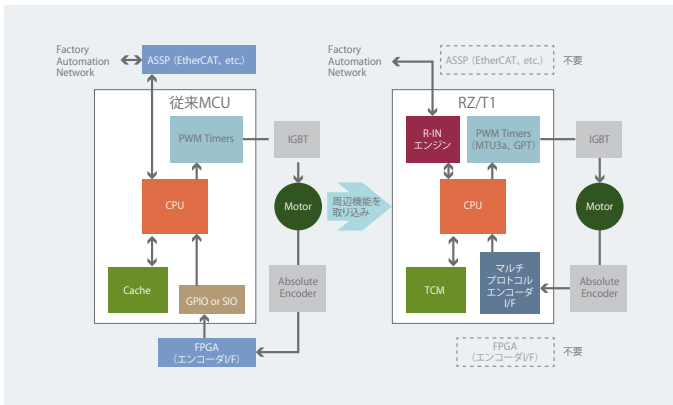 Factory
Automation
Network
ASSP（EtherCAT、etc.）
従来MCU
PWM Timers
IGBT
CPU
Motor
Cache
GPIO or SIO
Absolute
Encoder
FPGA
（エンコーダI/F）
周辺機能を
取り込み
Factory
Automation
Network
ASSP（EtherCAT、etc.）
不要
RZ/T1
R-IN
エンジン
PWM Timers
（MTU3a、GPT）
IGBT
CPU
Motor
TCM
マルチ
プロトコル
エンコーダ
I/F
Absolute
Encoder
FPGA
（エンコーダI/F）
不要